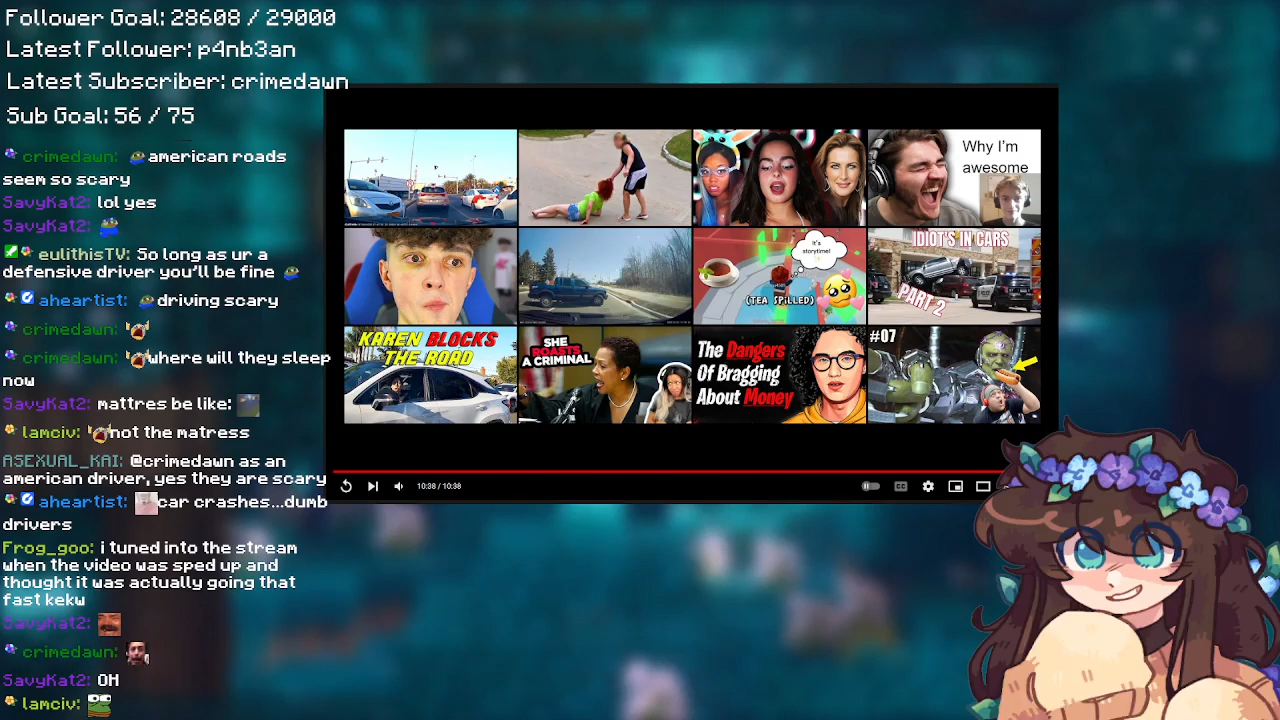 Follower Goal: 28608 / 29000
Latest Follower: p4nb3an
Latest Subscriber: crimedawn
Sub Goal: 56 / 75
crimedawn: american roads
seem so scary
SavyKat2: lol yes
SavyKat2:
eulithisTV: So long as ur a
defensive driver you'll be fine
aheartist: driving scary
crimedawn:
crimedawn: where will they sleep
now
SavyKat2: mattres be like:
lamciv: not the matress
ASEXUAL_KAI: @crimedawn as an
american driver, yes they are scary
aheartist: car crashes...dumb
drivers
Frog_goo: i tuned into the stream
when the video was sped up and
thought it was actually going that
fast kekw
SavyKat2:
crimedawn:
SavyKat2: OH
lamciv:
Why I'm
awesome
It's
storytime!
(TEA SPILLED)
IDIOT'S IN CARS
PART 2
KAREN BLOCKS
THE ROAD
SHE
ROASTS
A CRIMINAL
The Dangers
Of Bragging
About Money
#07
10:38 / 10:38
CC